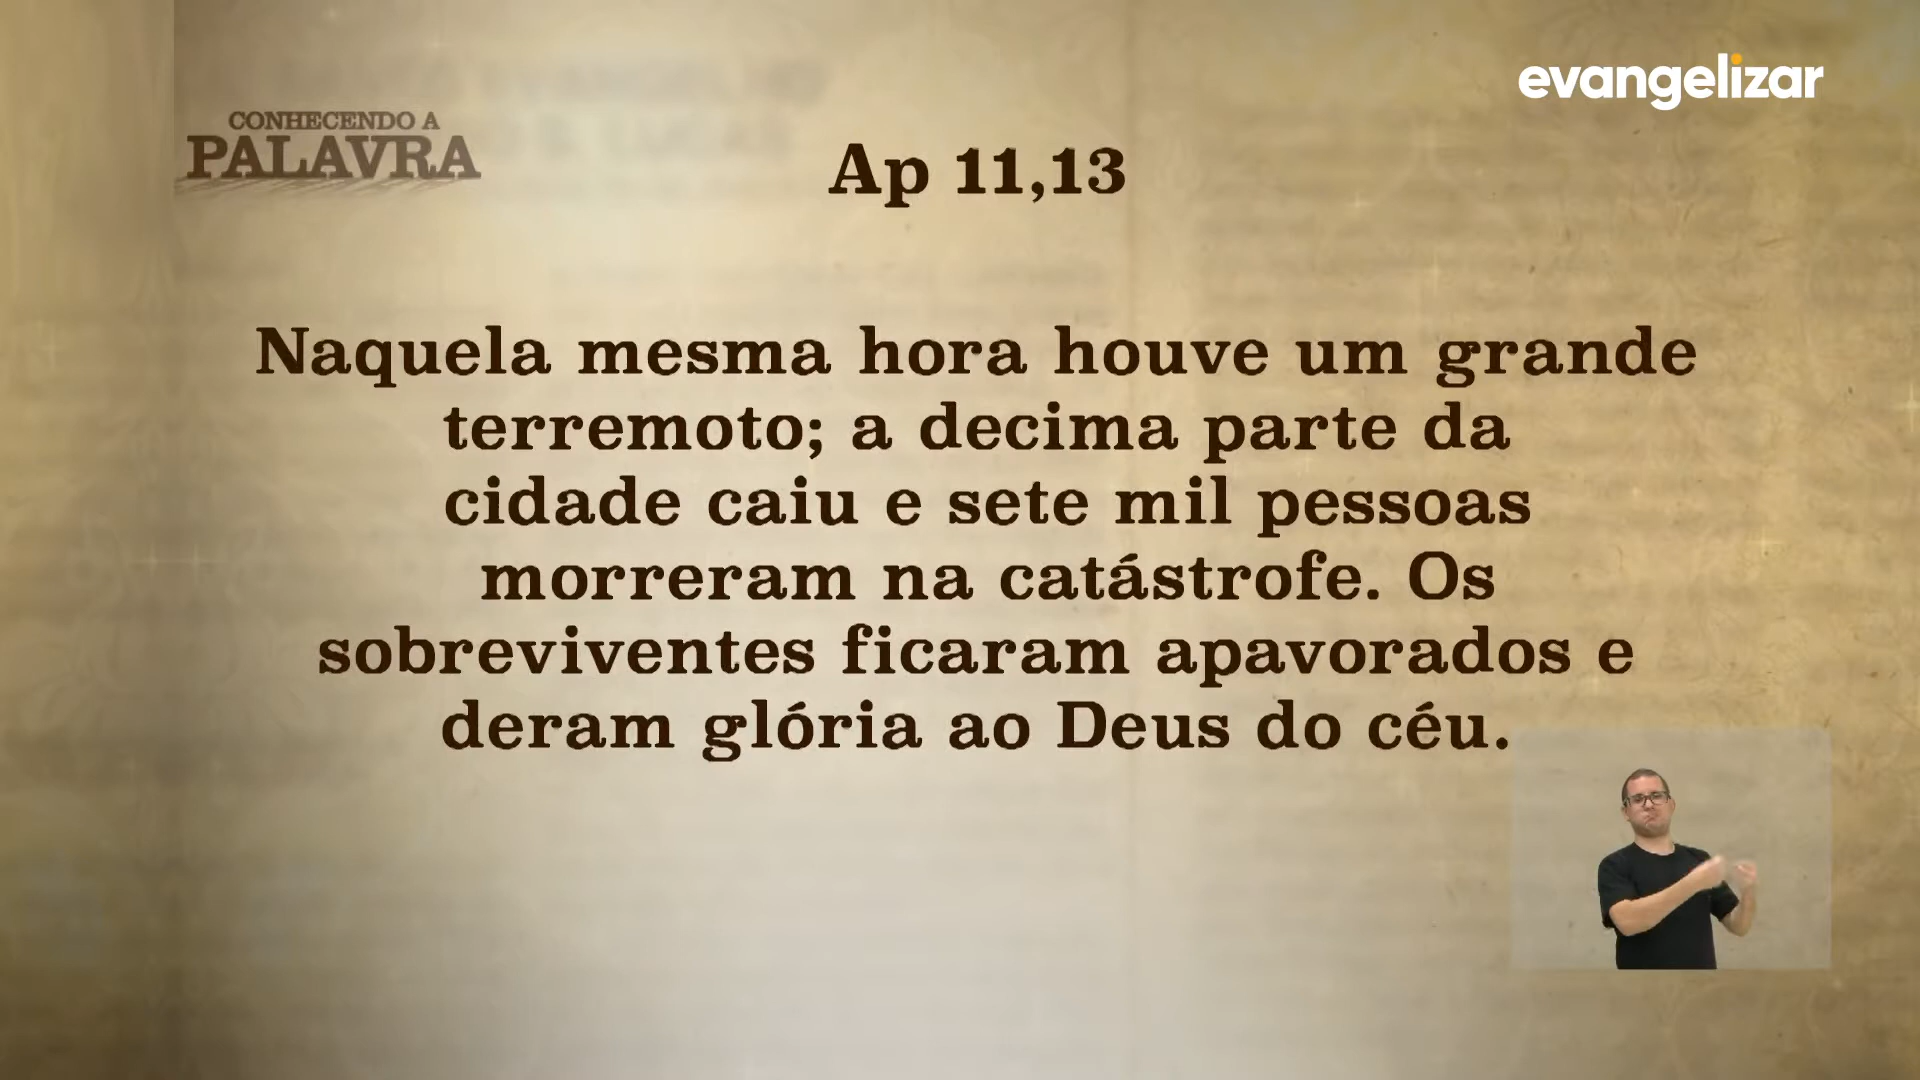 evangelizar
CONHECENDO A
PALAVRA
Ap 11,13
Naquela mesma hora houve um grande
terremoto; a decima parte da
cidade caiu e sete mil pessoas
morreram na catástrofe. Os
sobreviventes ficaram apavorados e
deram glória ao Deus do céu.